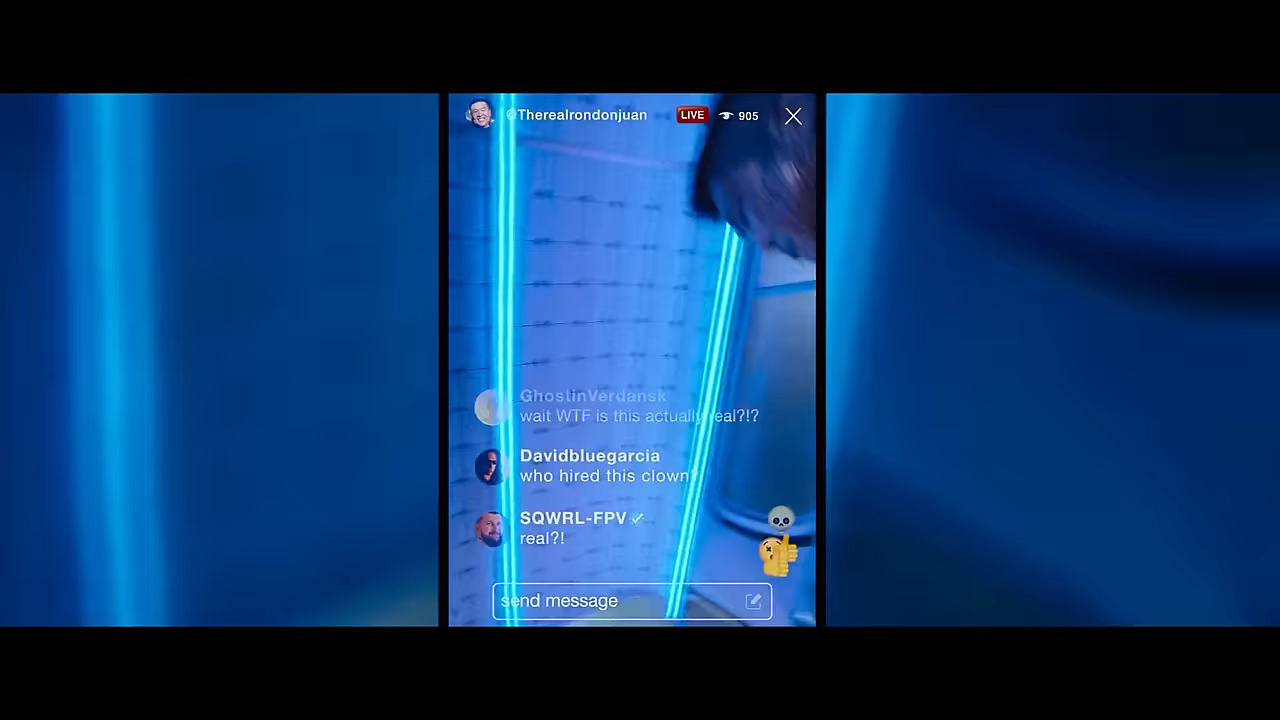 @Therealrondonjuan LIVE 905
GhostinVerdansk
wait WTF is this actually real?!?
Davidbluegarcia
who hired this clown?
SQWRL-FPV
real?!
send message